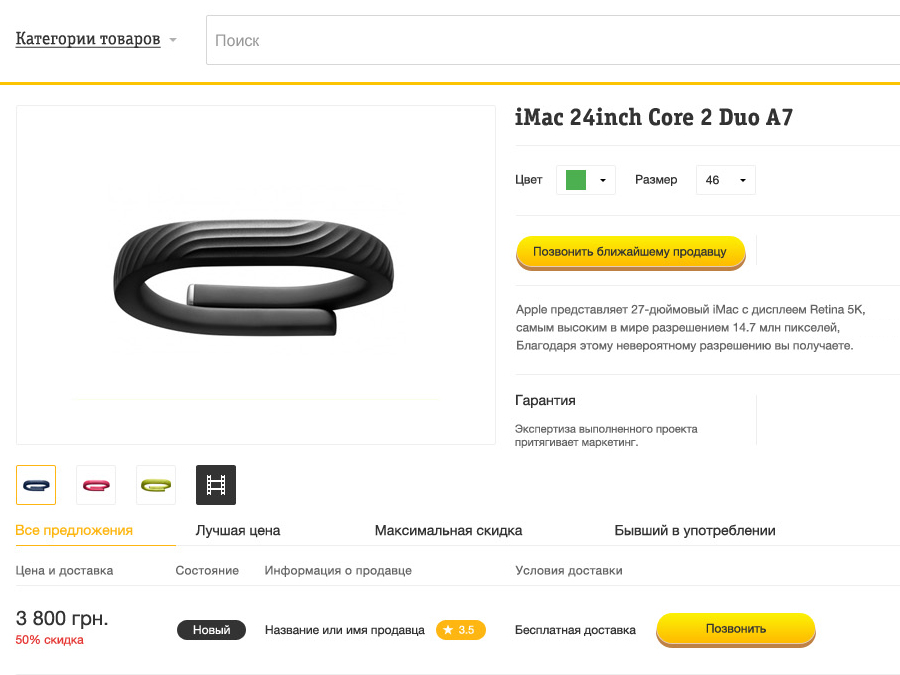 Категории товаров
Поиск
iMac 24inch Core 2 Duo A7
Цвет
Размер
46
Позвонить ближайшему продавцу
Apple представляет 27-дюймовый iMac с дисплеем Retina 5K,
самым высоким в мире разрешением 14.7 млн пикселей,
Благодаря этому невероятному разрешению вы получаете.
Гарантия
Экспертиза выполненного проекта
притягивает маркетинг.
Все предложения
Лучшая цена
Максимальная скидка
Бывший в употреблении
Цена и доставка
Состояние
Информация о продавце
Условия доставки
3 800 грн.
50% скидка
Новый
Название или имя продавца
3.5
Бесплатная доставка
Позвонить